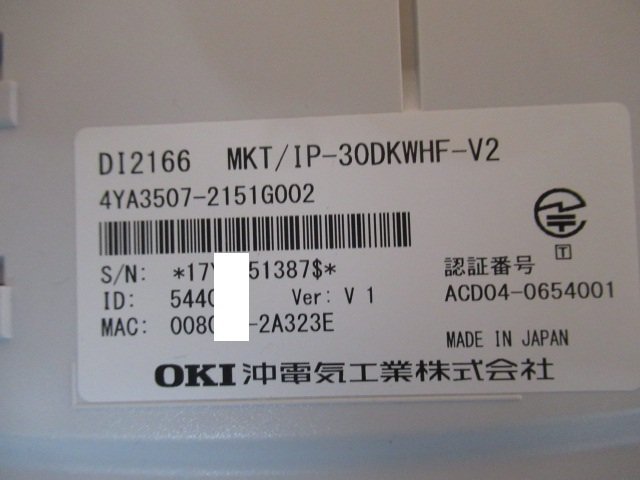 DI2166 MKT/IP-30DKWHF-V2
4YA3507-2151G002
S/N: *17Y 51387$*
ID: 544 Ver: V 1
MAC: 008 -2A323E
T
認証番号
ACD04-0654001
MADE IN JAPAN
OKI 沖電気工業株式会社